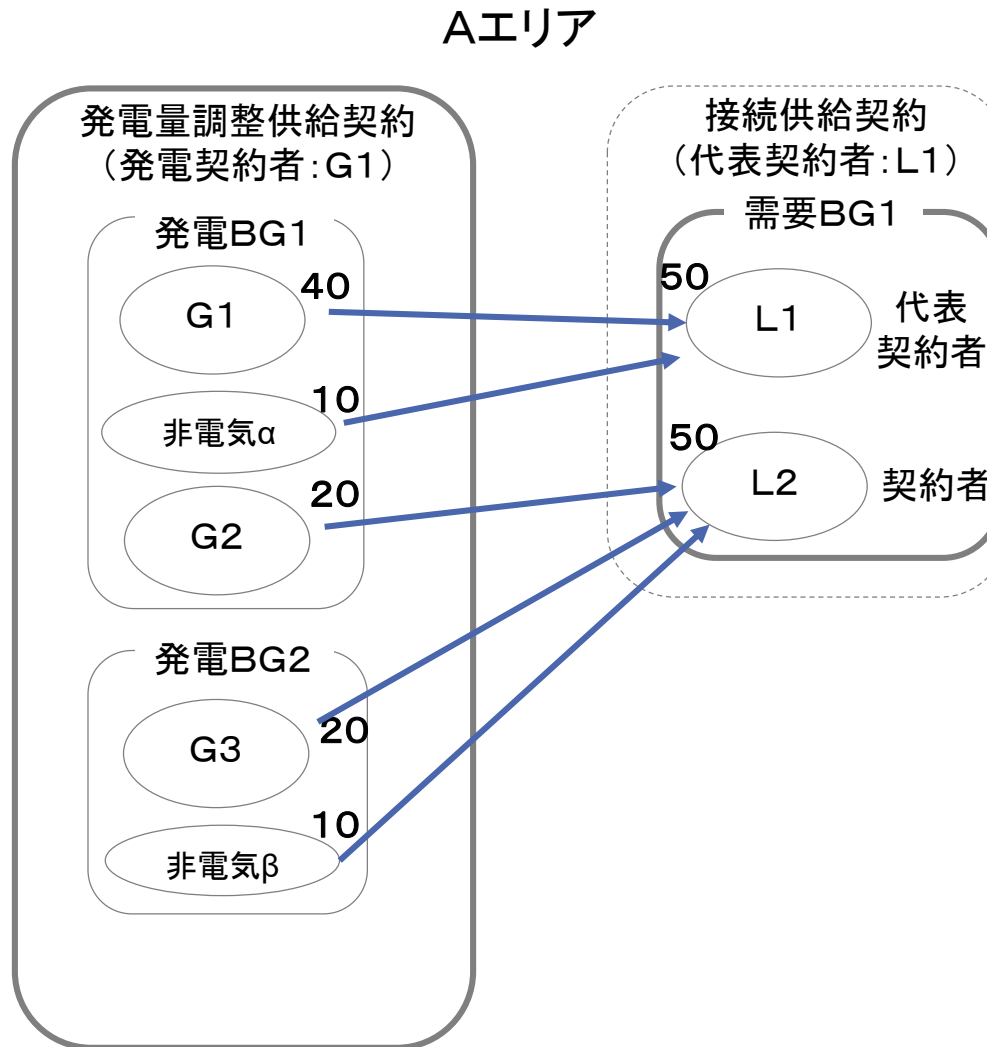 Aエリア
発電量調整供給契約
（発電契約者：G1）
発電BG1
G1
40
非電気α
10
G2
20
発電BG2
G3
20
非電気β
10
接続供給契約
（代表契約者：L1）
需要BG1
50
L1
代表
契約者
50
L2
契約者